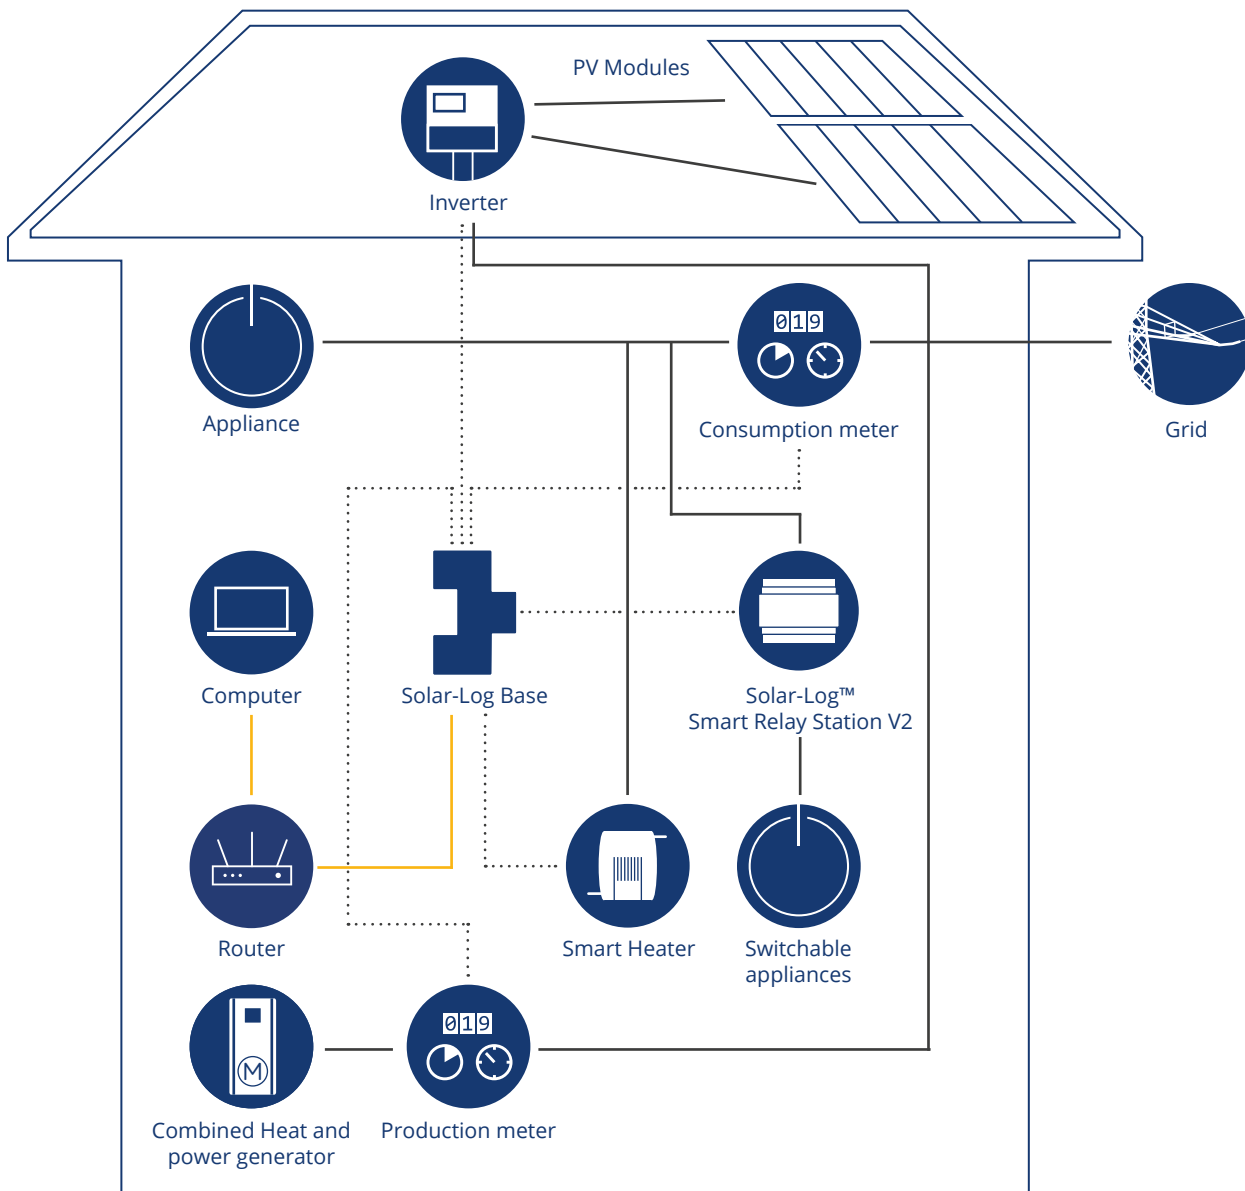 PV Modules
Inverter
019
Appliance
Consumption meter
Grid
Computer
Solar-Log Base
Solar-Log™
Smart Relay Station V2
Router
Smart Heater
Switchable
appliances
019
M
Combined Heat and
power generator
Production meter